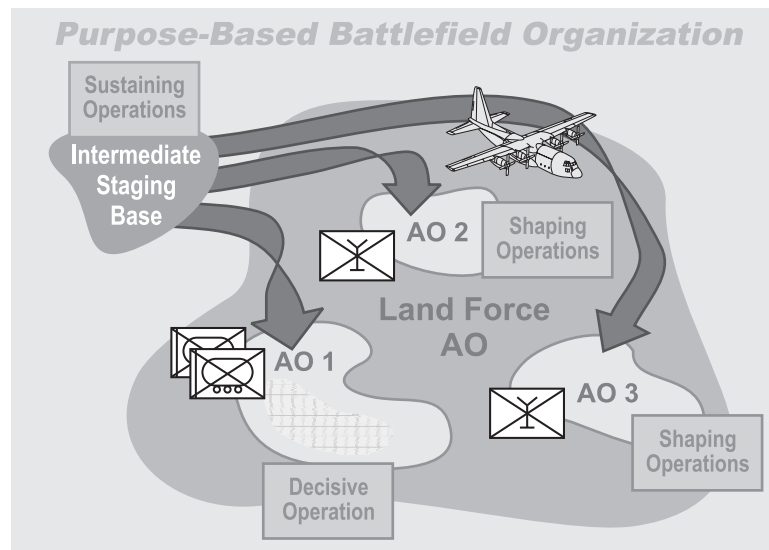 Purpose-Based Battlefield Organization
Sustaining
Operations
Intermediate
Staging
Base
AO 2
Shaping
Operations
Land Force
AO
AO 1
AO 3
Shaping
Operations
Decisive
Operation